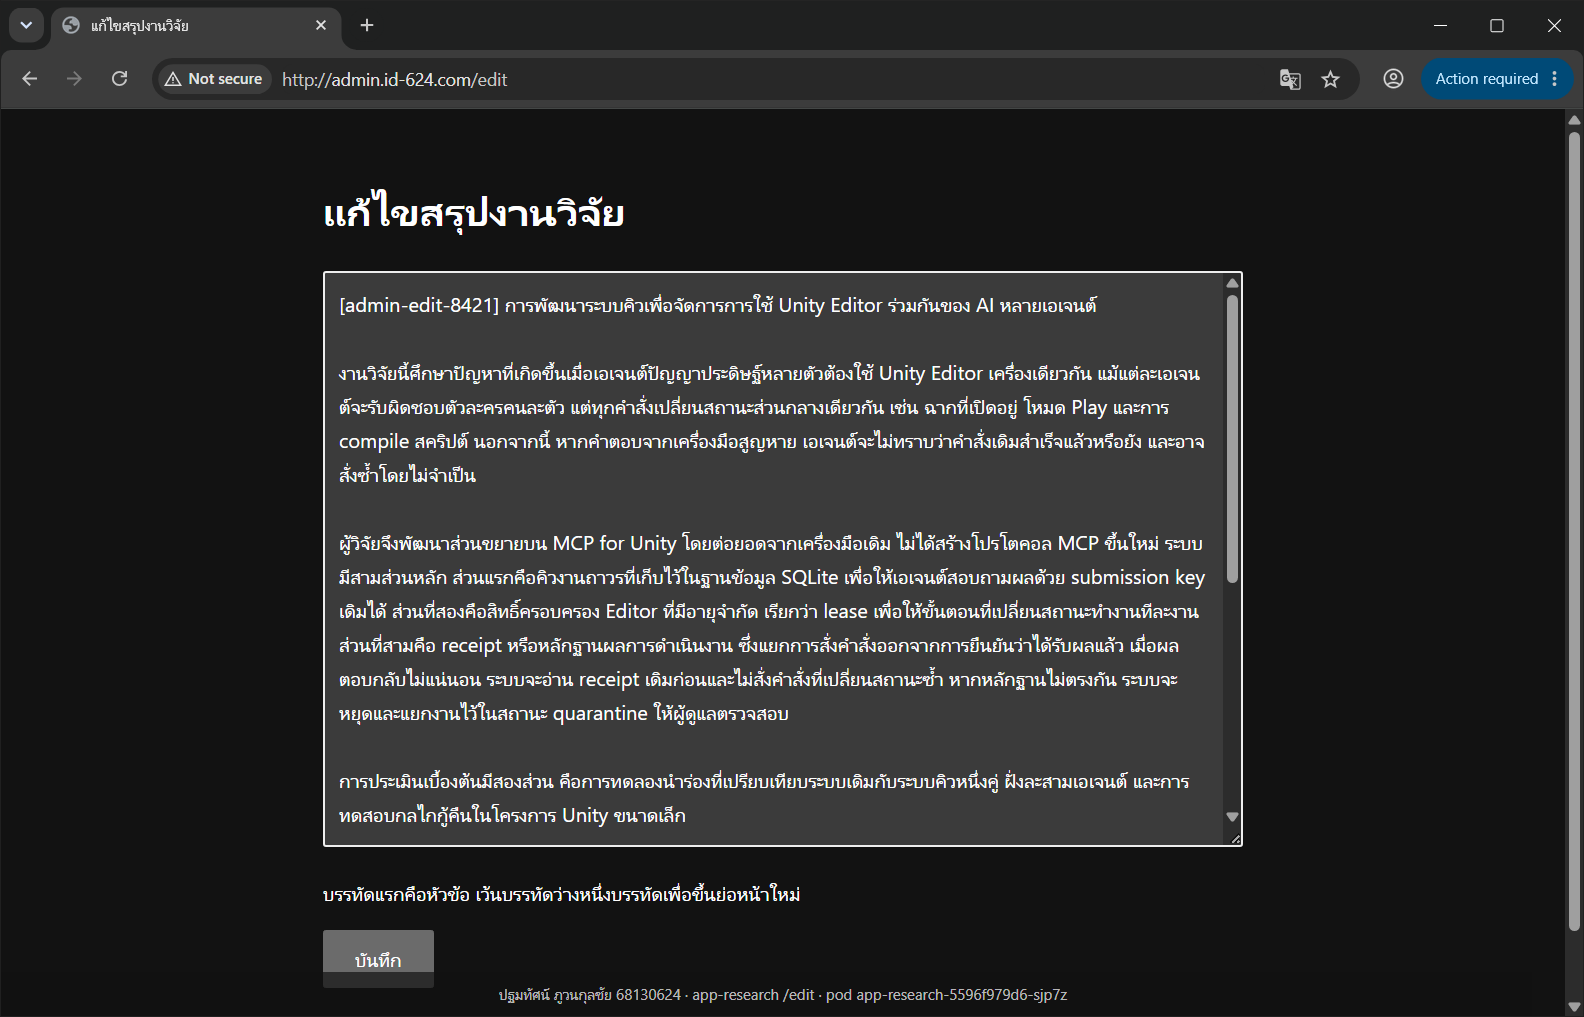 แก้ไขสรุปงานวิจัย
Not secure
http://admin.id-624.com/edit
Action required
แก้ไขสรุปงานวิจัย
[admin-edit-8421] การพัฒนาระบบคิวเพื่อจัดการการใช้ Unity Editor ร่วมกันของ AI หลายเอเจนต์
งานวิจัยนี้ศึกษาปัญหาที่เกิดขึ้นเมื่อเอเจนต์ปัญญาประดิษฐ์หลายตัวต้องใช้ Unity Editor เครื่องเดียวกัน แม้แต่ละเอเจน
ต์จะรับผิดชอบตัวละครคนละตัว แต่ทุกคำสั่งเปลี่ยนสถานะส่วนกลางเดียวกัน เช่น ฉากที่เปิดอยู่ โหมด Play และการ
compile สคริปต์ นอกจากนี้ หากคำตอบจากเครื่องมือสูญหาย เอเจนต์จะไม่ทราบว่าคำสั่งเดิมสำเร็จแล้วหรือยัง และอาจ
สั่งซ้ำโดยไม่จำเป็น
ผู้วิจัยจึงพัฒนาส่วนขยายบน MCP for Unity โดยต่อยอดจากเครื่องมือเดิม ไม่ได้สร้างโปรโตคอล MCP ขึ้นใหม่ ระบบ
มีสามส่วนหลัก ส่วนแรกคือคิวงานถาวรที่เก็บไว้ในฐานข้อมูล SQLite เพื่อให้เอเจนต์สอบถามผลด้วย submission key
เดิมได้ ส่วนที่สองคือสิทธิ์ครอบครอง Editor ที่มีอายุจำกัด เรียกว่า lease เพื่อให้ขั้นตอนที่เปลี่ยนสถานะทำงานทีละงาน
ส่วนที่สามคือ receipt หรือหลักฐานผลการดำเนินงาน ซึ่งแยกการสั่งคำสั่งออกจากการยืนยันว่าได้รับผลแล้ว เมื่อผล
ตอบกลับไม่แน่นอน ระบบจะอ่าน receipt เดิมก่อนและไม่สั่งคำสั่งที่เปลี่ยนสถานะซ้ำ หากหลักฐานไม่ตรงกัน ระบบจะ
หยุดและแยกงานไว้ในสถานะ quarantine ให้ผู้ดูแลตรวจสอบ
การประเมินเบื้องต้นมีสองส่วน คือการทดลองนำร่องที่เปรียบเทียบระบบเดิมกับระบบคิวหนึ่งคู่ ฝั่งละสามเอเจนต์ และการ
ทดสอบกลไกกู้คืนในโครงการ Unity ขนาดเล็ก
บรรทัดแรกคือหัวข้อ เว้นบรรทัดว่างหนึ่งบรรทัดเพื่อขึ้นย่อหน้าใหม่
บันทึก
ปฐมทัศน์ ภูวนกุลชัย 68130624 · app-research /edit · pod app-research-5596f979d6-sjp7z